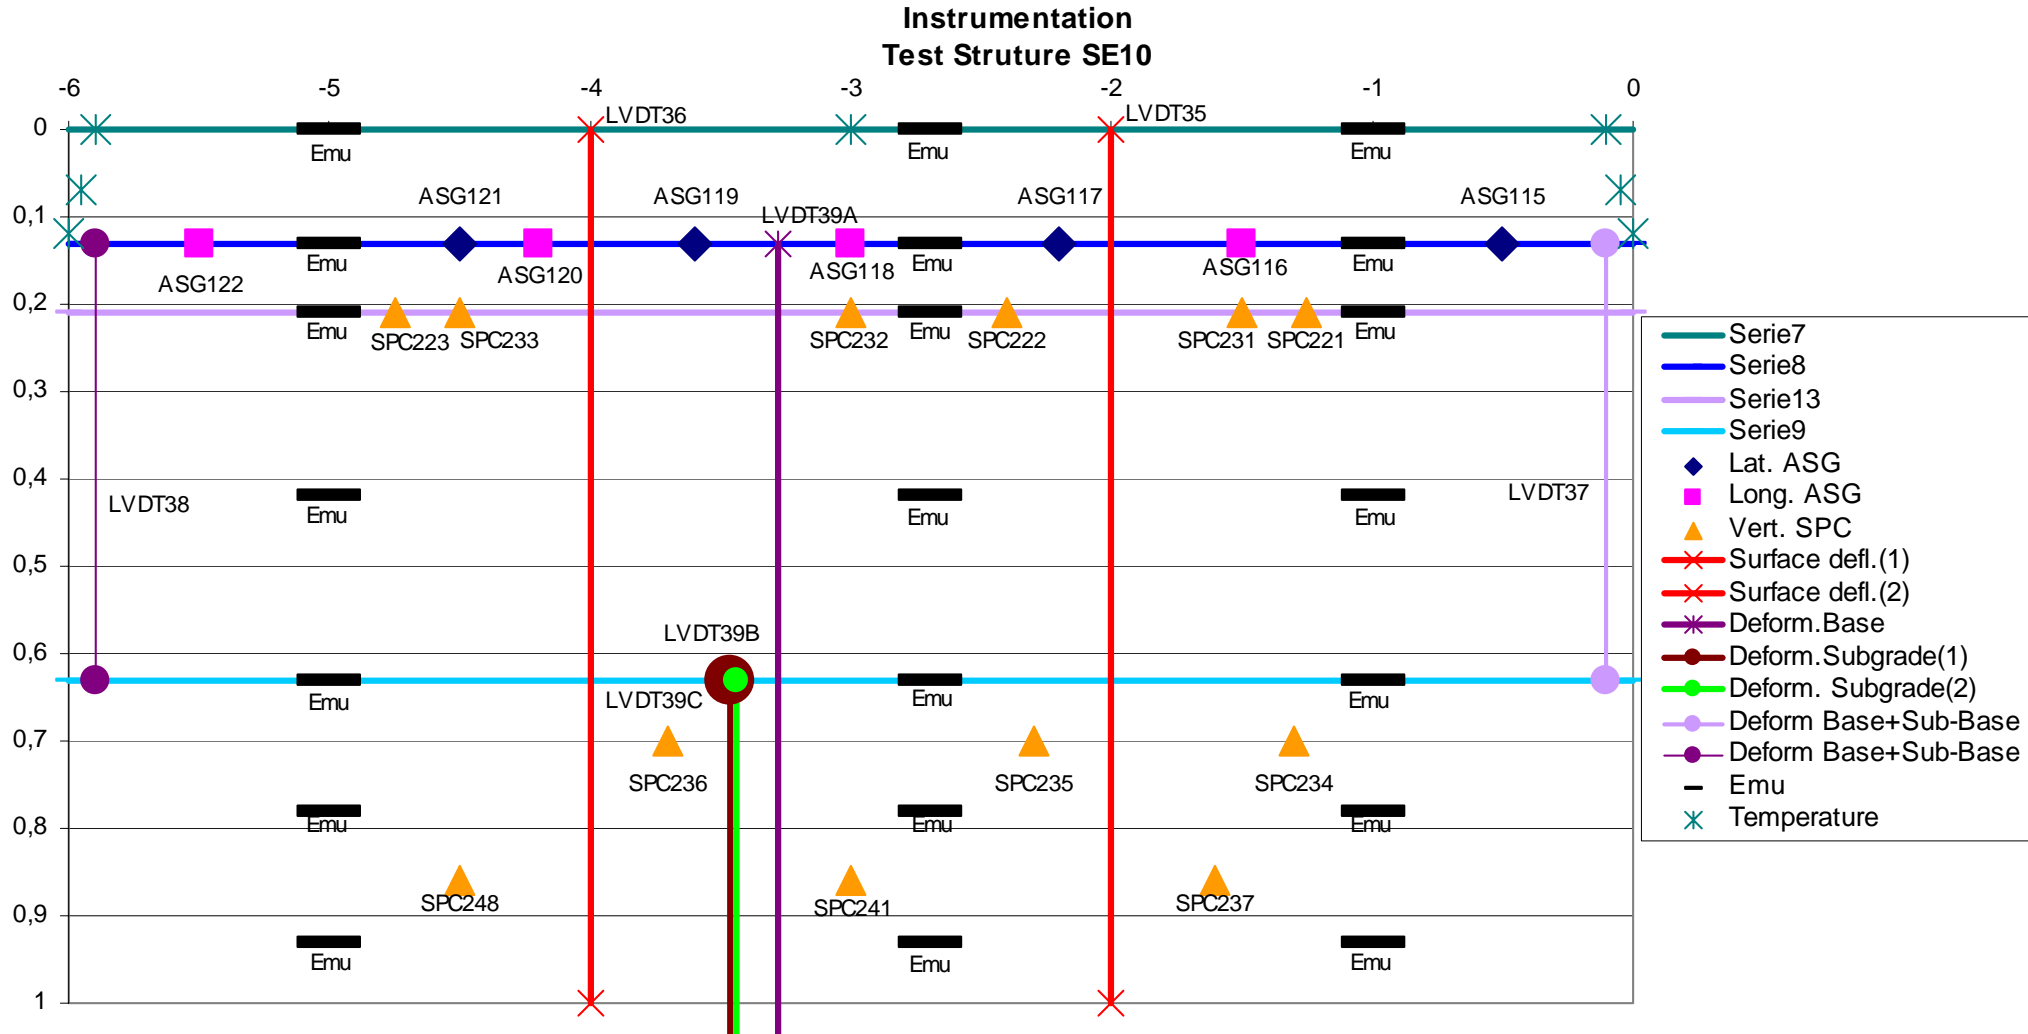 Instrumentation
Test Struture SE10
-6 -5 -4 -3 -2 -1 0
LVDT36 LVDT35
0
Emu Emu Emu
ASG121 ASG119 ASG117 ASG115
0,1
LVDT39A
Emu Emu Emu
ASG122 ASG120 ASG118 ASG116
0,2
Emu Emu Emu
SPC223 SPC233 SPC232 SPC222 SPC231 SPC221
0,3
0,4
LVDT38 LVDT37
Emu Emu Emu
0,5
0,6
LVDT39B
Emu Emu Emu
LVDT39C
0,7
SPC236 SPC235 SPC234
0,8
Emu Emu Emu
SPC248 SPC241 SPC237
0,9
Emu Emu Emu
1
Serie7
Serie8
Serie13
Serie9
Lat. ASG
Long. ASG
Vert. SPC
Surface defl.(1)
Surface defl.(2)
Deform.Base
Deform.Subgrade(1)
Deform. Subgrade(2)
Deform Base+Sub-Base
Deform Base+Sub-Base
Emu
Temperature